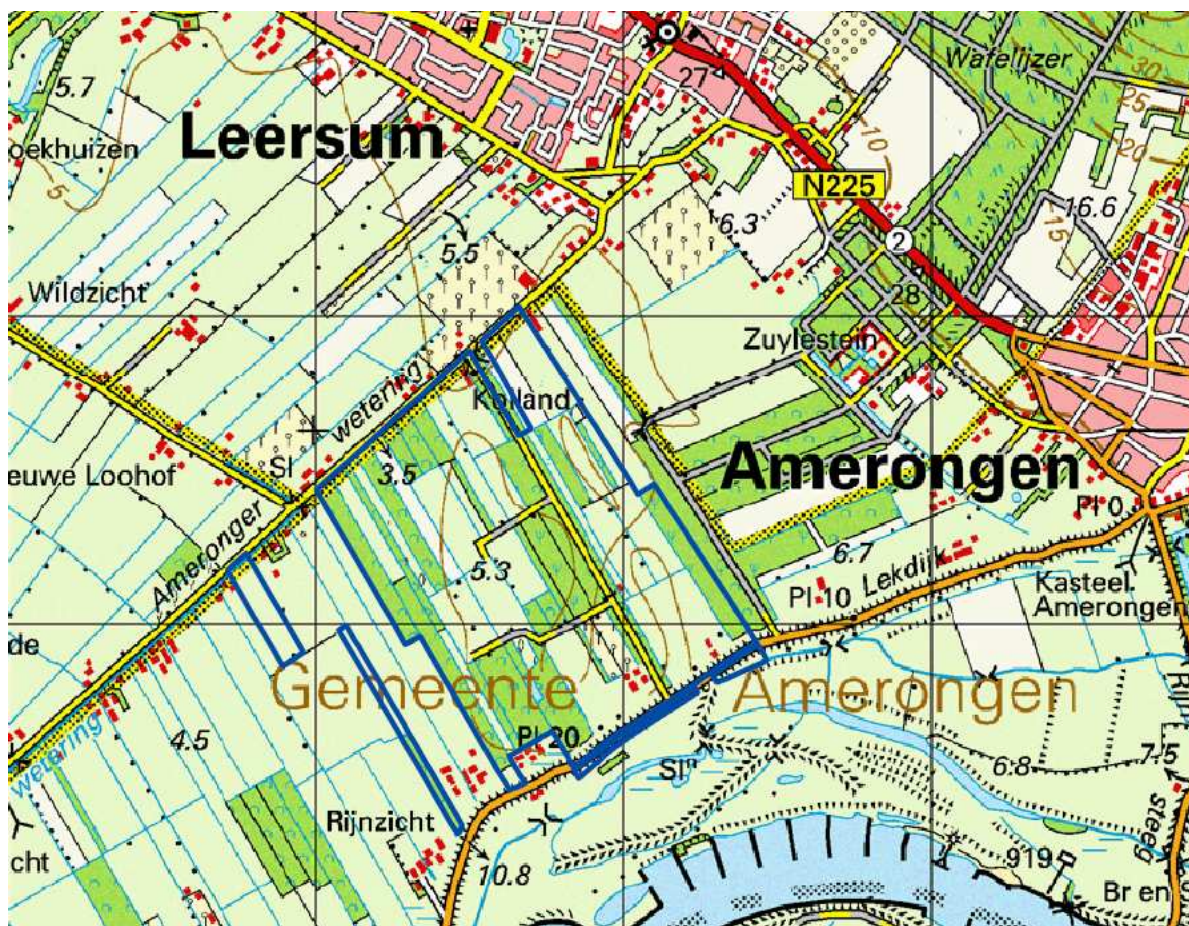 27
Wafelijzer
5.7
30
25
10
20
oekhuizen
Leersum
5
N225
16.6
6.3
15
2
5.5
28
Wildzicht
Zuylestein
wetering
Kolland
euwe Loohof
Sl
3.5
Amerongen
Pl 0
Ameronger
5.3
6.7
Lekdijk
Pl 10
Kasteel
Amerongen
de
Gemeente
Amerongen
wetering
4.5
Pl 20
Sl
6.8
7.5
steeg
Rijnzicht
cht
10.8
919
Br en